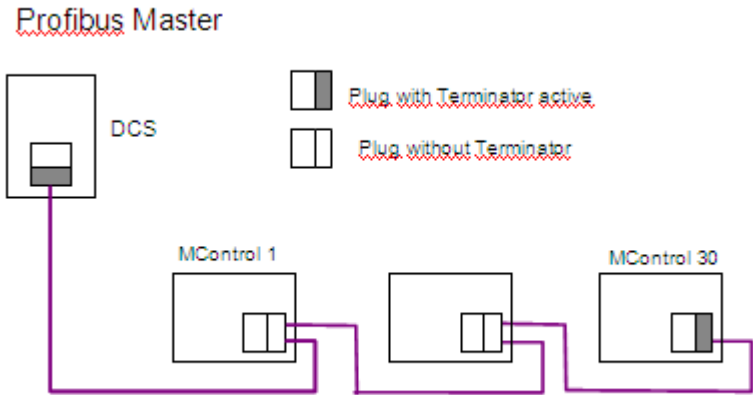 Profibus Master
Plug with Terminator active
DCS
Plug without Terminator
MControl 1
MControl 30